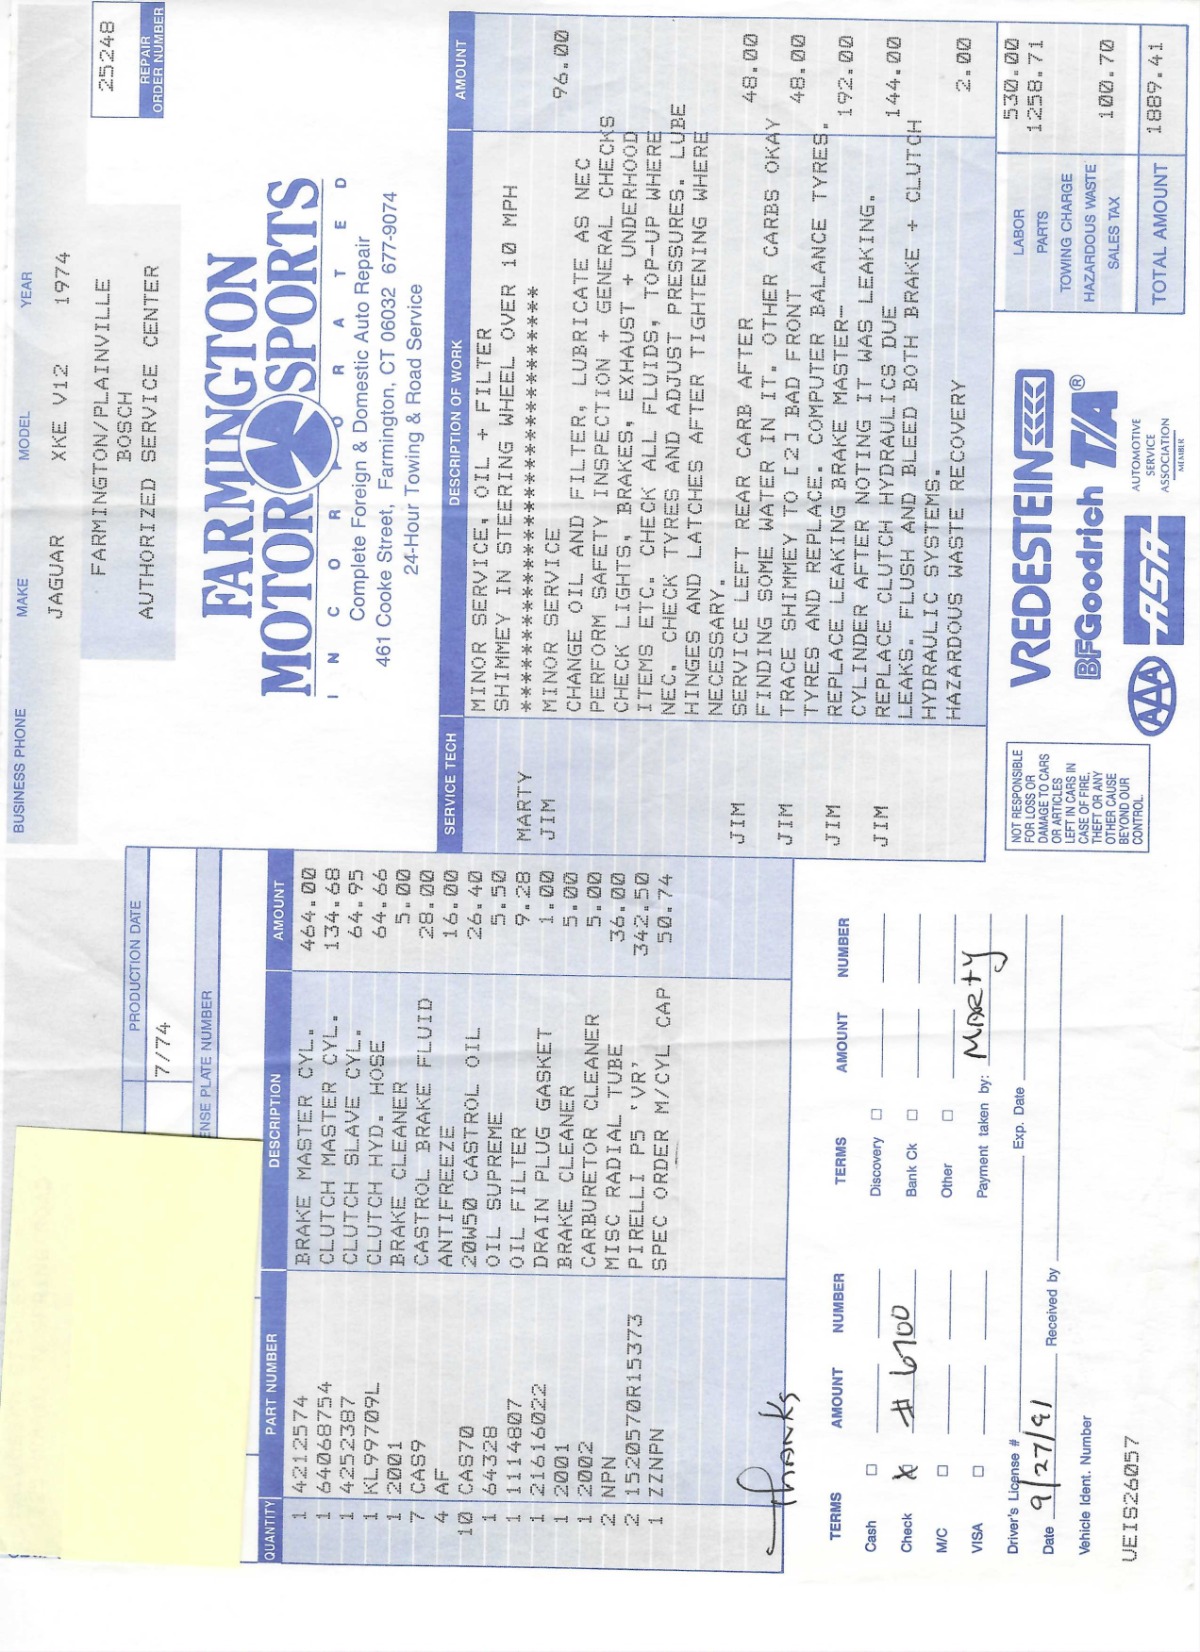 BUSINESS PHONE MAKE MODEL YEAR
JAGUAR XKE V12 1974
FARMINGTON/PLAINVILLE
BOSCH
AUTHORIZED SERVICE CENTER
25248
REPAIR
ORDER NUMBER
PRODUCTION DATE
7/74
ENSE PLATE NUMBER
FARMINGTON
MOTOR SPORTS
INCORPORATED
Complete Foreign & Domestic Auto Repair
461 Cooke Street, Farmington, CT 06032 677-9074
24-Hour Towing & Road Service
QUANTITY PART NUMBER DESCRIPTION AMOUNT
1 4212574 BRAKE MASTER CYL. 464.00
1 64068754 CLUTCH MASTER CYL. 134.68
1 4252387 CLUTCH SLAVE CYL. 64.95
1 KL99709L CLUTCH HYD. HOSE 64.66
1 2001 BRAKE CLEANER 5.00
7 CAS9 CASTROL BRAKE FLUID 28.00
4 AF ANTIFREEZE 16.00
10 CAS70 20W50 CASTROL OIL 26.40
1 64328 OIL SUPREME 5.50
1 1114807 OIL FILTER 9.28
1 21616022 DRAIN PLUG GASKET 1.00
1 2001 BRAKE CLEANER 5.00
1 2002 CARBURETOR CLEANER 5.00
2 NPN MISC RADIAL TUBE 36.00
2 1520570R15373 PIRELLI P5 'VR' 342.50
1 ZZNPN SPEC ORDER M/CYL CAP 50.74
Thanks
SERVICE TECH DESCRIPTION OF WORK AMOUNT
MINOR SERVICE, OIL + FILTER
SHIMMEY IN STEERING WHEEL OVER 10 MPH
MARTY ***********************************
JIM MINOR SERVICE 96.00
CHANGE OIL AND FILTER, LUBRICATE AS NEC
PERFORM SAFETY INSPECTION + GENERAL CHECKS
CHECK LIGHTS, BRAKES, EXHAUST + UNDERHOOD
ITEMS ETC. CHECK ALL FLUIDS, TOP-UP WHERE
NEC. CHECK TYRES AND ADJUST PRESSURES. LUBE
HINGES AND LATCHES AFTER TIGHTENING WHERE
NECESSARY.
JIM SERVICE LEFT REAR CARB AFTER 48.00
FINDING SOME WATER IN IT. OTHER CARBS OKAY
JIM TRACE SHIMMEY TO [2] BAD FRONT 48.00
TYRES AND REPLACE. COMPUTER BALANCE TYRES.
JIM REPLACE LEAKING BRAKE MASTER- 192.00
CYLINDER AFTER NOTING IT WAS LEAKING.
JIM REPLACE CLUTCH HYDRAULICS DUE 144.00
LEAKS. FLUSH AND BLEED BOTH BRAKE + CLUTCH
HYDRAULIC SYSTEMS.
HAZARDOUS WASTE RECOVERY 2.00
LABOR 530.00
PARTS 1258.71
TOWING CHARGE
HAZARDOUS WASTE
SALES TAX 100.70
TOTAL AMOUNT 1889.41
TERMS AMOUNT NUMBER TERMS AMOUNT NUMBER
Cash Discovery
Check X # 6700 Bank Ck
M/C Other
VISA Payment taken by: Marty
Driver's License # Exp. Date
Date 9/27/91 Received by
Vehicle Ident. Number
UE1S26057
NOT RESPONSIBLE
FOR LOSS OR
DAMAGE TO CARS
OR ARTICLES
LEFT IN CARS IN
CASE OF FIRE,
THEFT OR ANY
OTHER CAUSE
BEYOND OUR
CONTROL.
VREDESTEIN
BFGoodrich T/A®
AAA
ASA
AUTOMOTIVE
SERVICE
ASSOCIATION
MEMBER